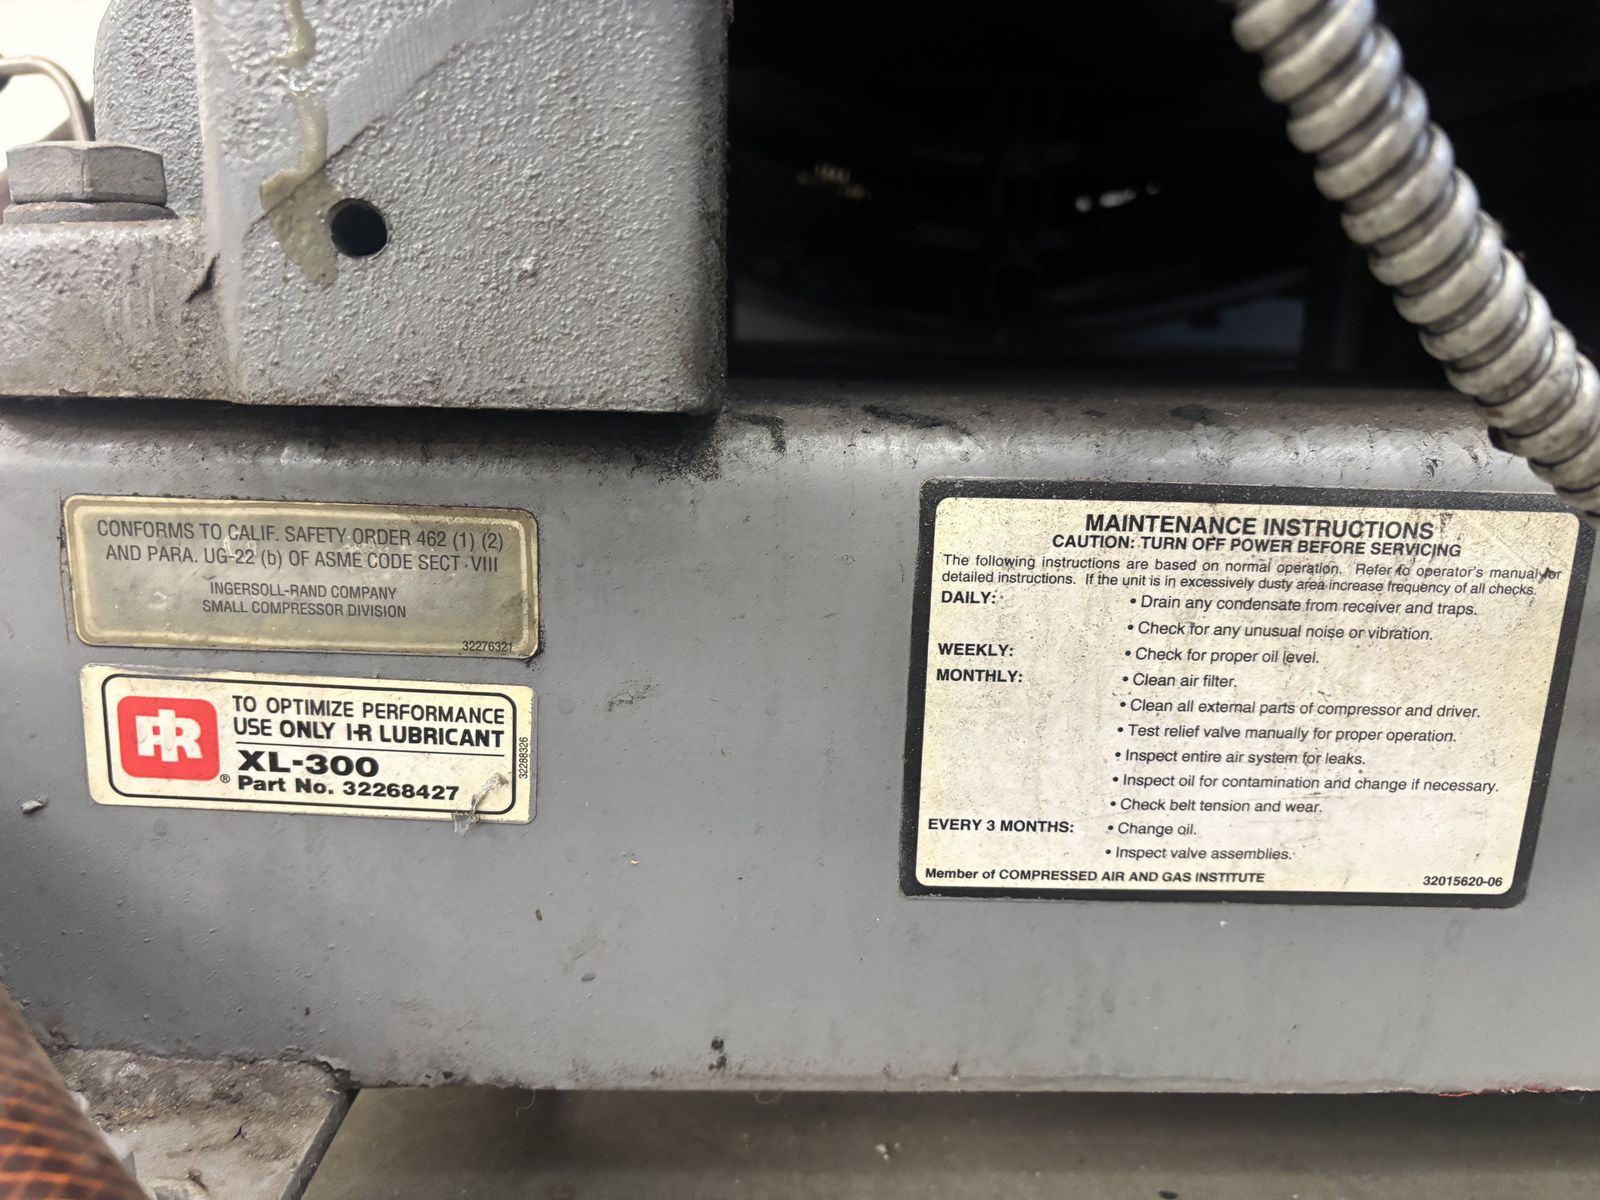 CONFORMS TO CALIF. SAFETY ORDER 462 (1) (2)
AND PARA. UG-22 (b) OF ASME CODE SECT. VIII
INGERSOLL-RAND COMPANY
SMALL COMPRESSOR DIVISION
32276321
IR
®
TO OPTIMIZE PERFORMANCE
USE ONLY I-R LUBRICANT
XL-300
Part No. 32268427
32288326
MAINTENANCE INSTRUCTIONS
CAUTION: TURN OFF POWER BEFORE SERVICING
The following instructions are based on normal operation. Refer to operator's manual for
detailed instructions. If the unit is in excessively dusty area increase frequency of all checks.
DAILY: • Drain any condensate from receiver and traps.
• Check for any unusual noise or vibration.
WEEKLY: • Check for proper oil level.
MONTHLY: • Clean air filter.
• Clean all external parts of compressor and driver.
• Test relief valve manually for proper operation.
• Inspect entire air system for leaks.
• Inspect oil for contamination and change if necessary.
• Check belt tension and wear.
EVERY 3 MONTHS: • Change oil.
• Inspect valve assemblies.
Member of COMPRESSED AIR AND GAS INSTITUTE 32015620-06